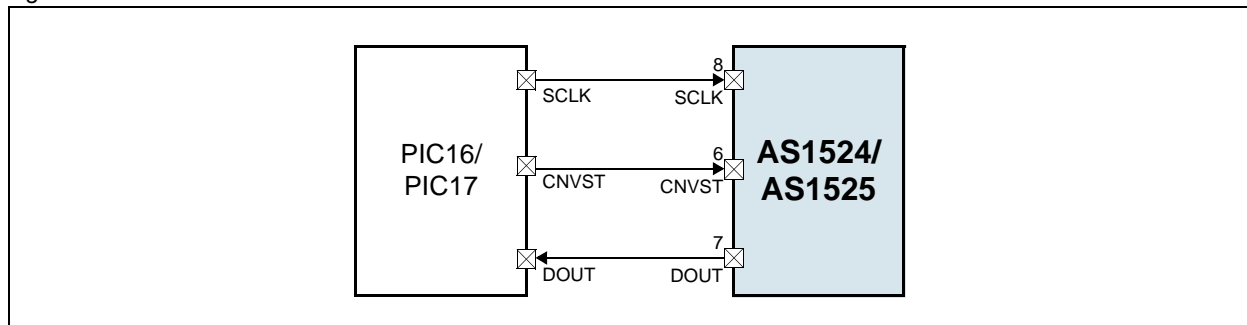 8
SCLK SCLK
PIC16/
PIC17
AS1524/
AS1525
6
CNVST CNVST
7
DOUT DOUT